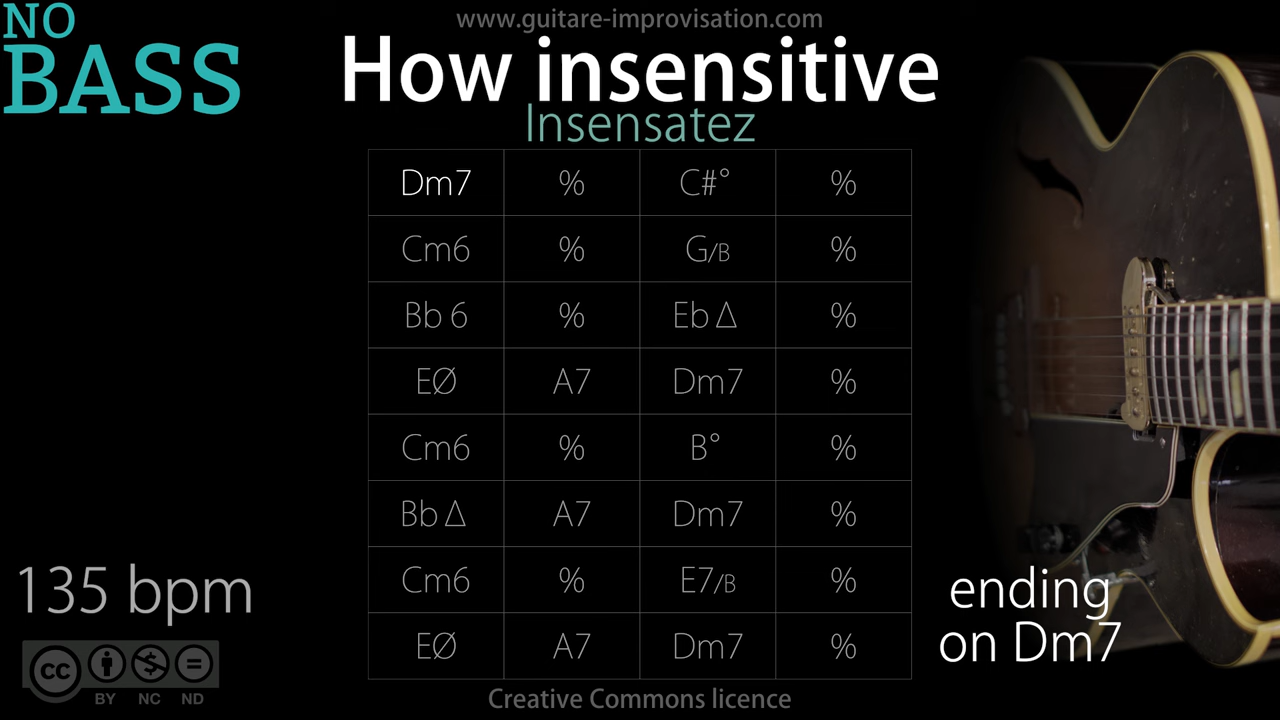 NO
BASS
www.guitare-improvisation.com
How insensitive
Insensatez
Dm7 % C#° %
Cm6 % G/B %
Bb 6 % Eb Δ %
EØ A7 Dm7 %
Cm6 % B° %
Bb Δ A7 Dm7 %
Cm6 % E7/B %
EØ A7 Dm7 %
135 bpm
ending
on Dm7
cc
BY NC ND
Creative Commons licence